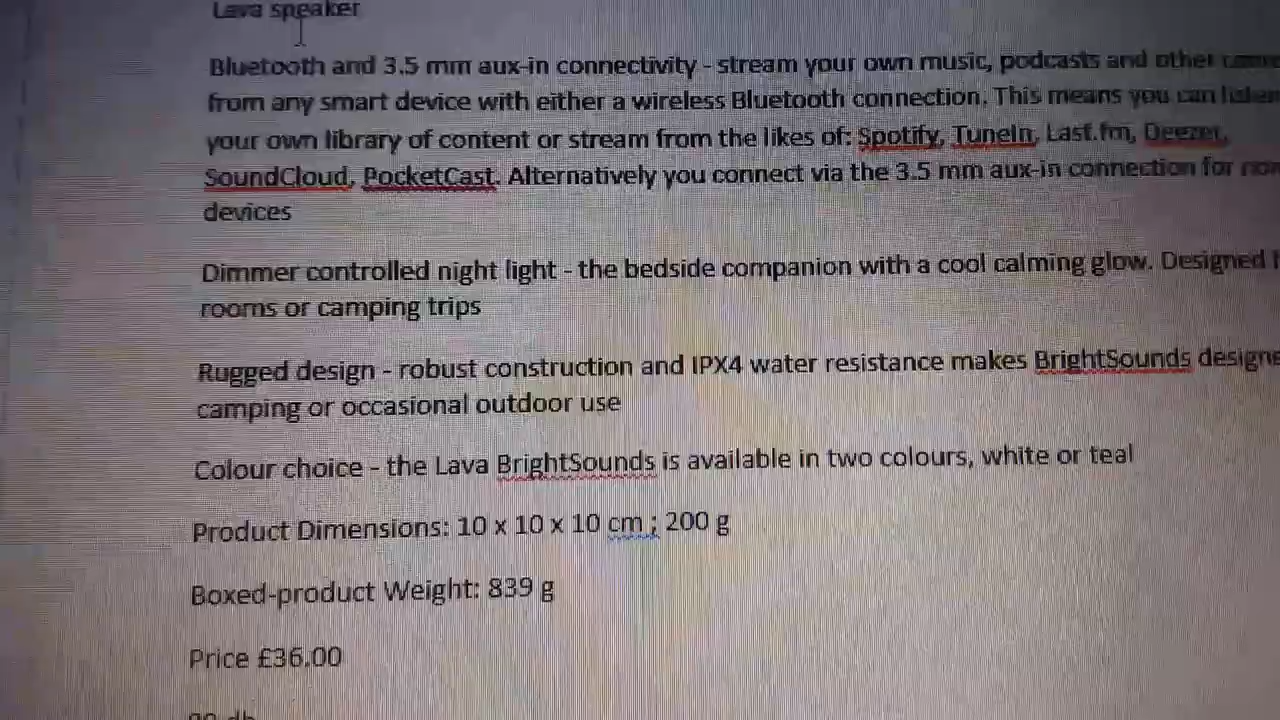 Lava speaker
Bluetooth and 3.5 mm aux-in connectivity - stream your own music, podcasts and other
from any smart device with either a wireless Bluetooth connection. This means you can listen
your own library of content or stream from the likes of: Spotify, TuneIn, Last.fm, Deezer,
SoundCloud, PocketCast. Alternatively you connect via the 3.5 mm aux-in connection for
devices
Dimmer controlled night light - the bedside companion with a cool calming glow. Designed
rooms or camping trips
Rugged design - robust construction and IPX4 water resistance makes BrightSounds
camping or occasional outdoor use
Colour choice - the Lava BrightSounds is available in two colours, white or teal
Product Dimensions: 10 x 10 x 10 cm ; 200 g
Boxed-product Weight: 839 g
Price £36.00